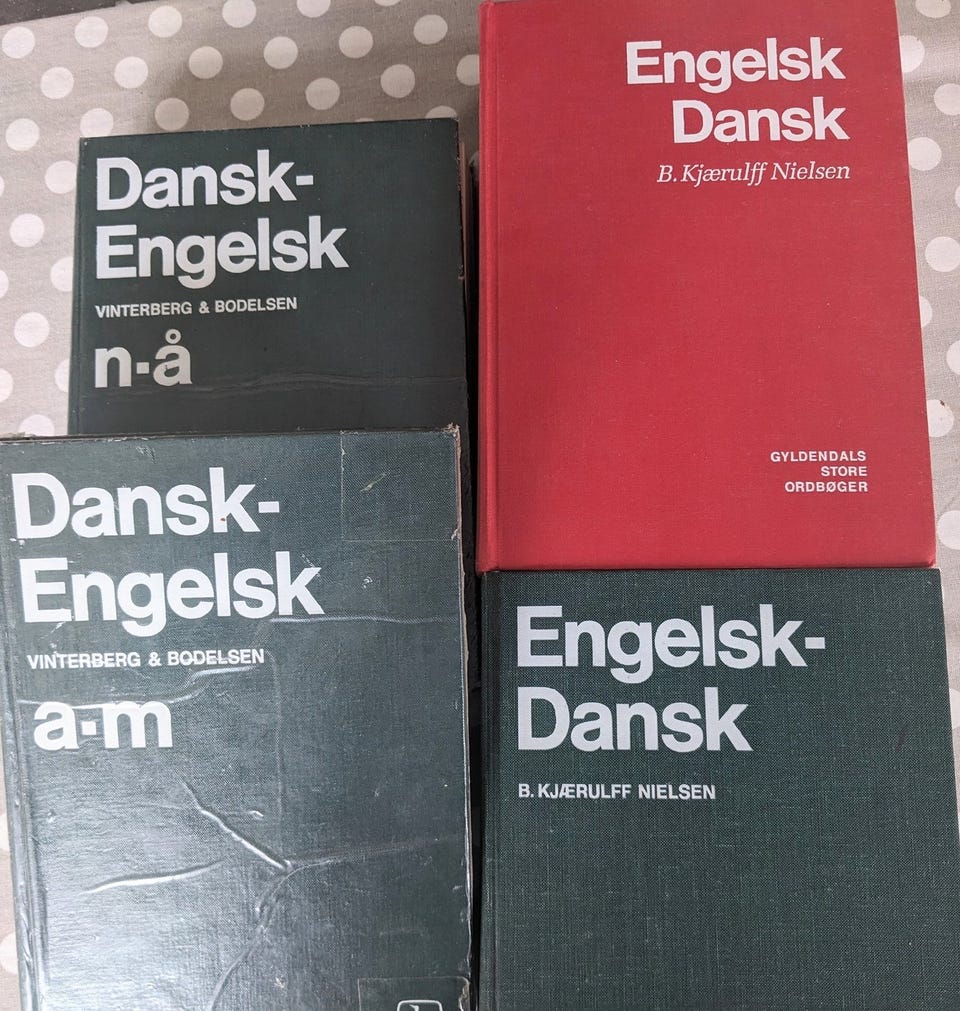 Dansk-
Engelsk
VINTERBERG & BODELSEN
n·å
Engelsk
Dansk
B. Kjærulff Nielsen
GYLDENDALS
STORE
ORDBØGER
Dansk-
Engelsk
VINTERBERG & BODELSEN
a·m
Engelsk-
Dansk
B. KJÆRULFF NIELSEN